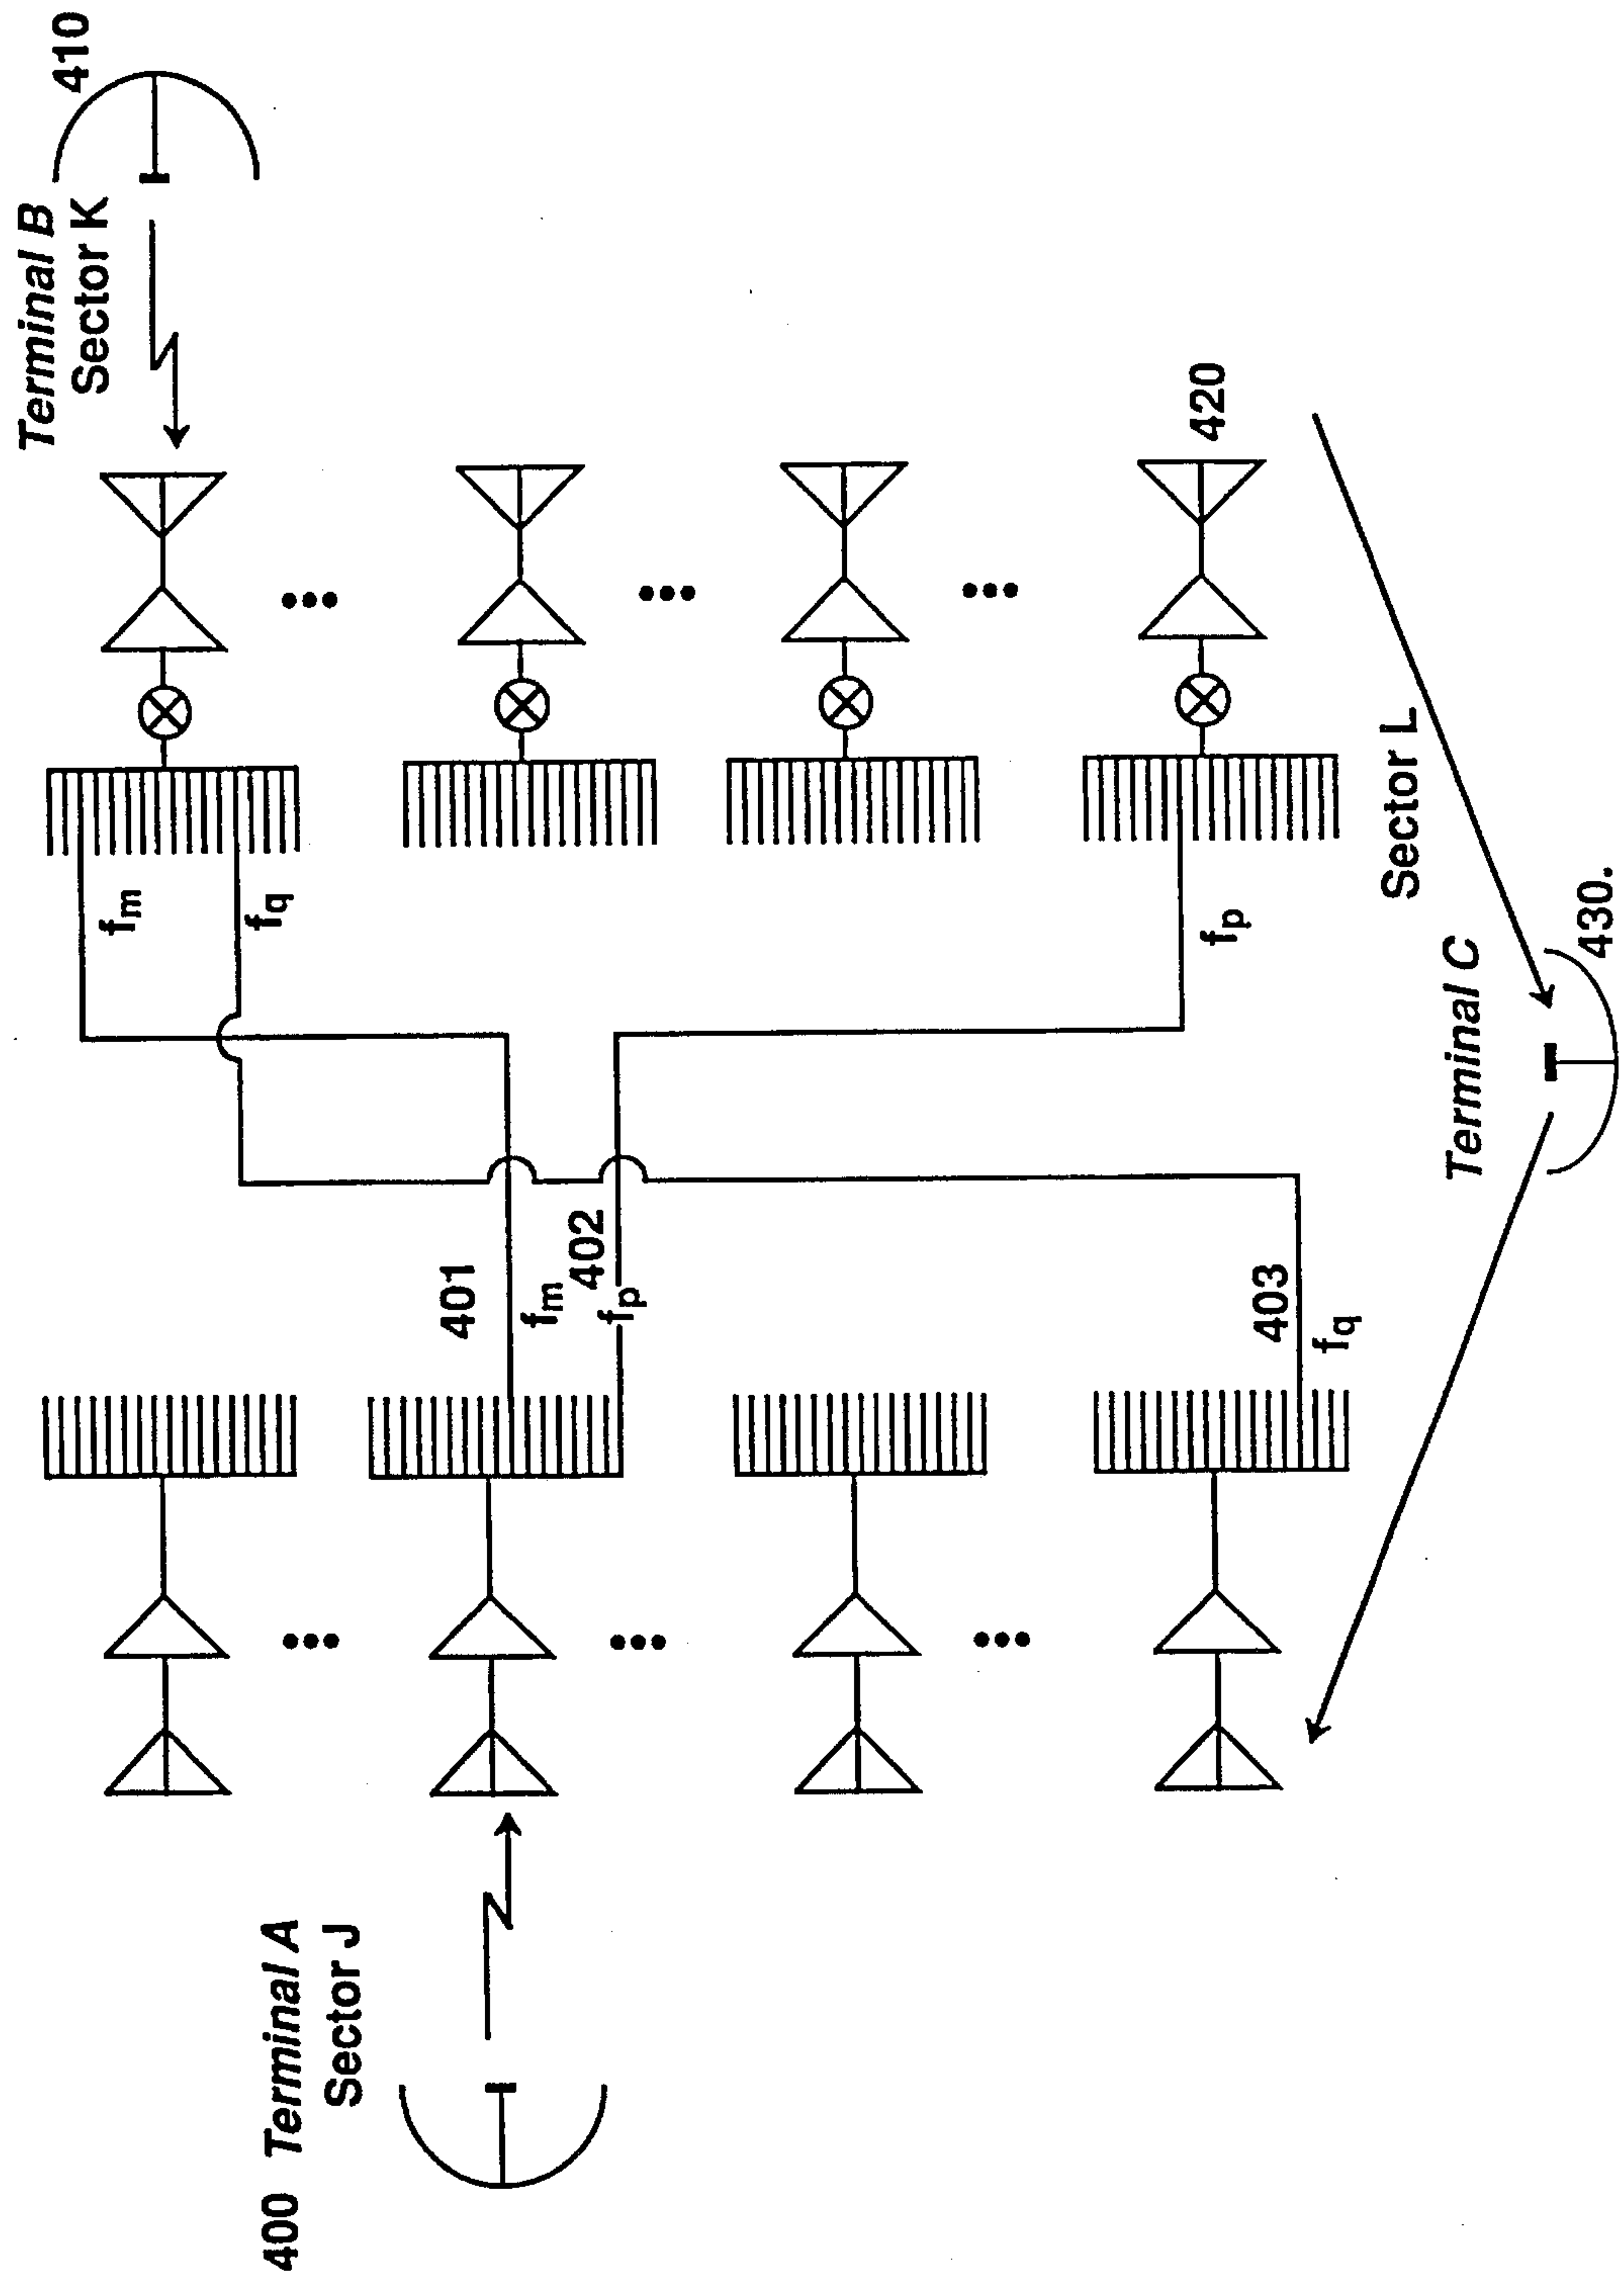 400 Terminal A
Sector J
Terminal B
Sector K
410
401
f_m
402
f_p
403
f_q
f_m
f_q
f_p
420
Sector L
Terminal C
430.